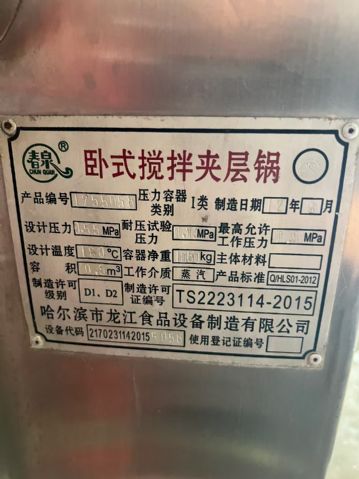 春泉 ®
CHUN QUAN
卧式搅拌夹层锅
产品编号 压力容器类别 I类 制造日期 年 月
设计压力 MPa 耐压试验压力 MPa 最高允许工作压力 MPa
设计温度 ℃ 容器净重 kg 主体材料
容积 m³ 工作介质 蒸汽 产品标准 Q/HLS01-2012
制造许可级别 D1、D2 制造许可证编号 TS2223114-2015
哈尔滨市龙江食品设备制造有限公司
设备代码 2170231142015 使用登记证编号